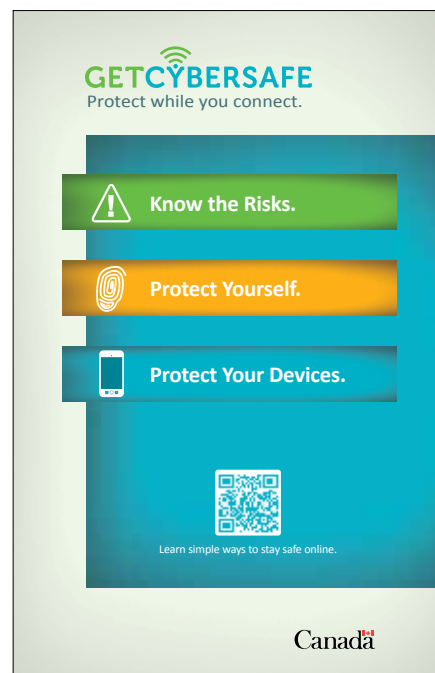 GETCYBERSAFE
Protect while you connect.
Know the Risks.
Protect Yourself.
Protect Your Devices.
Learn simple ways to stay safe online.
Canada